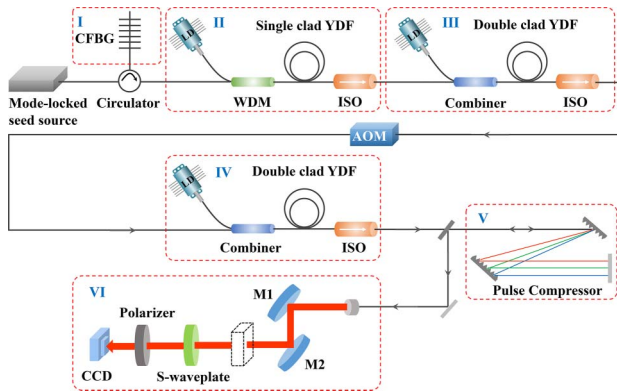 I
CFBG
Mode-locked
seed source
Circulator
II
LD
Single clad YDF
WDM
ISO
III
LD
Double clad YDF
Combiner
ISO
AOM
IV
LD
Double clad YDF
Combiner
ISO
V
Pulse Compressor
VI
M1
Polarizer
CCD
S-waveplate
M2